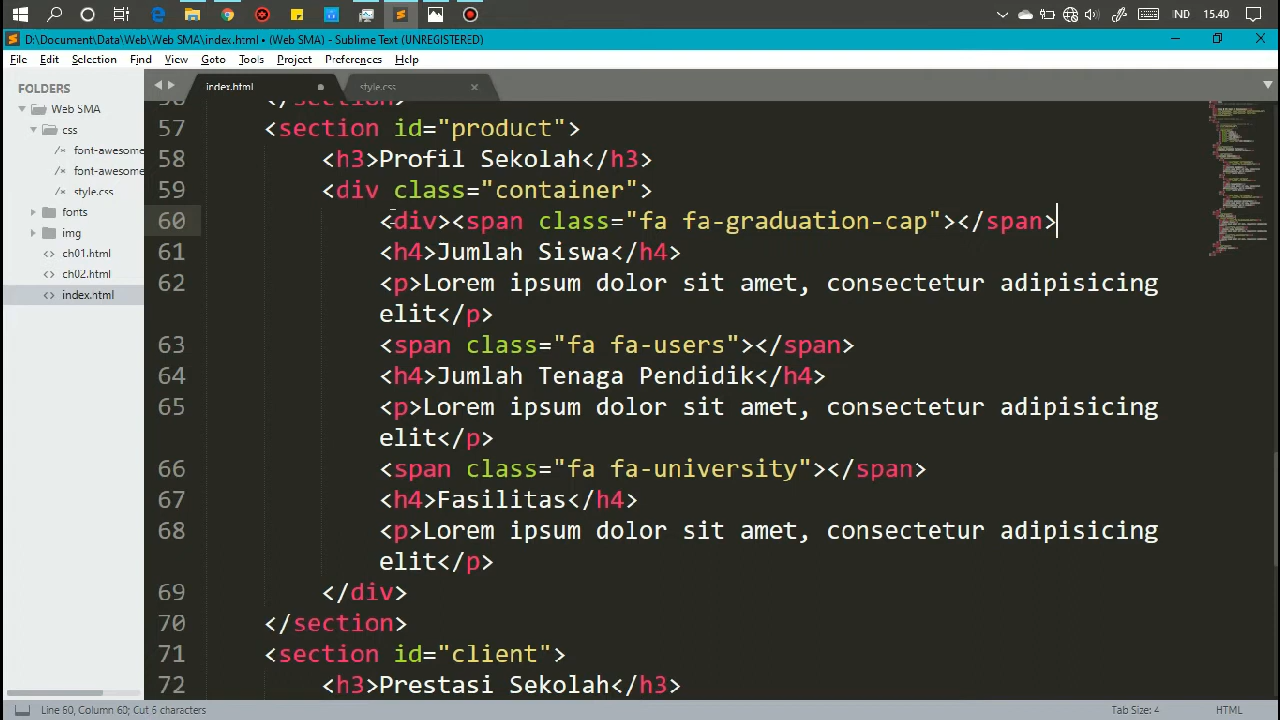 IND
15.40
D:\Document\Data\Web\Web SMA\index.html • (Web SMA) - Sublime Text (UNREGISTERED)
File Edit Selection Find View Goto Tools Project Preferences Help
FOLDERS
Web SMA
css
/* font-awesome
/* font-awesome
/* style.css
fonts
img
<> ch01.html
<> ch02.html
<> index.html
index.html
style.css
57 <section id="product">
58 <h3>Profil Sekolah</h3>
59 <div class="container">
60 <div><span class="fa fa-graduation-cap"></span>
61 <h4>Jumlah Siswa</h4>
62 <p>Lorem ipsum dolor sit amet, consectetur adipisicing
elit</p>
63 <span class="fa fa-users"></span>
64 <h4>Jumlah Tenaga Pendidik</h4>
65 <p>Lorem ipsum dolor sit amet, consectetur adipisicing
elit</p>
66 <span class="fa fa-university"></span>
67 <h4>Fasilitas</h4>
68 <p>Lorem ipsum dolor sit amet, consectetur adipisicing
elit</p>
69 </div>
70 </section>
71 <section id="client">
72 <h3>Prestasi Sekolah</h3>
Line 60, Column 60; Cut 6 characters
Tab Size: 4
HTML